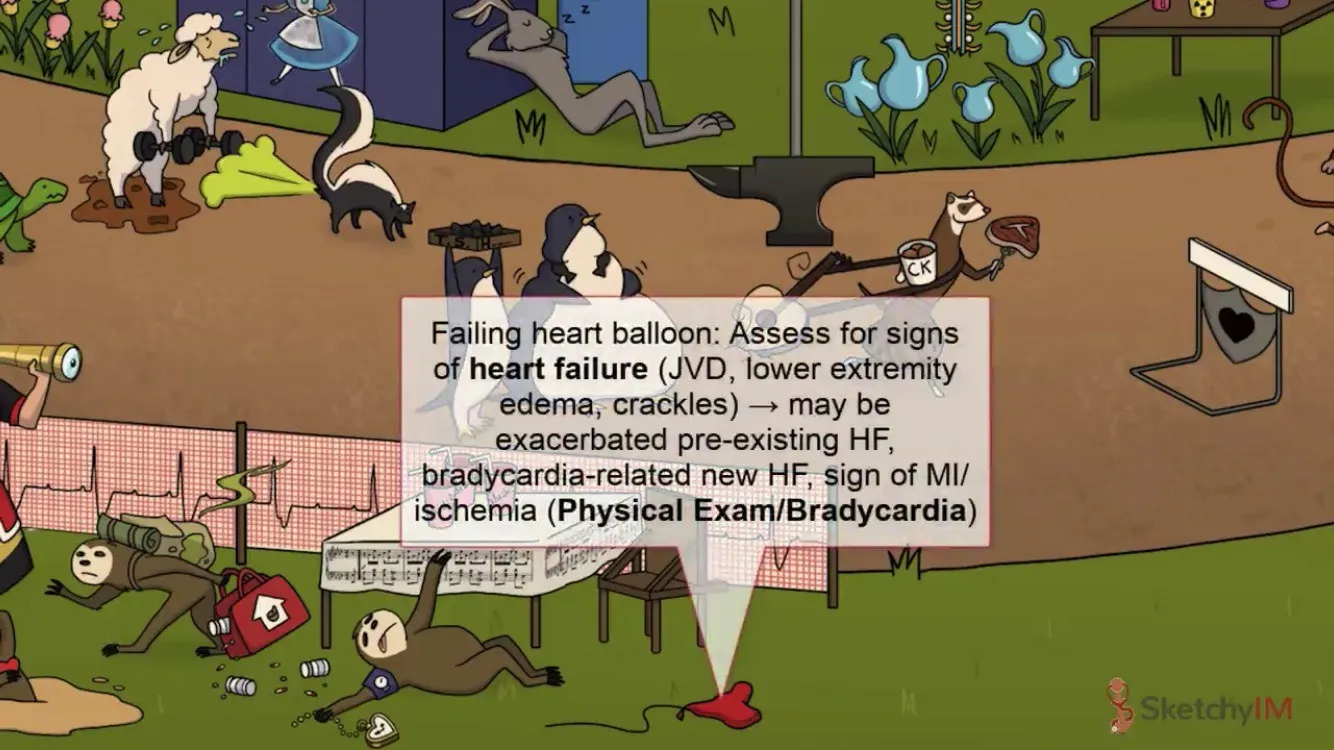 z z
T S H
CK
Failing heart balloon: Assess for signs
of heart failure (JVD, lower extremity
edema, crackles) → may be
exacerbated pre-existing HF,
bradycardia-related new HF, sign of MI/
ischemia (Physical Exam/Bradycardia)
SketchyIM